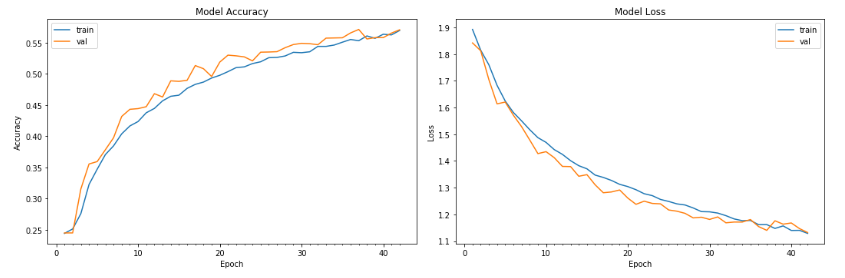 Model Accuracy
train
val
0.55
0.50
0.45
0.40
0.35
0.30
0.25
Accuracy
0
10
20
30
40
Epoch
Model Loss
train
val
1.9
1.8
1.7
1.6
1.5
1.4
1.3
1.2
1.1
Loss
0
10
20
30
40
Epoch